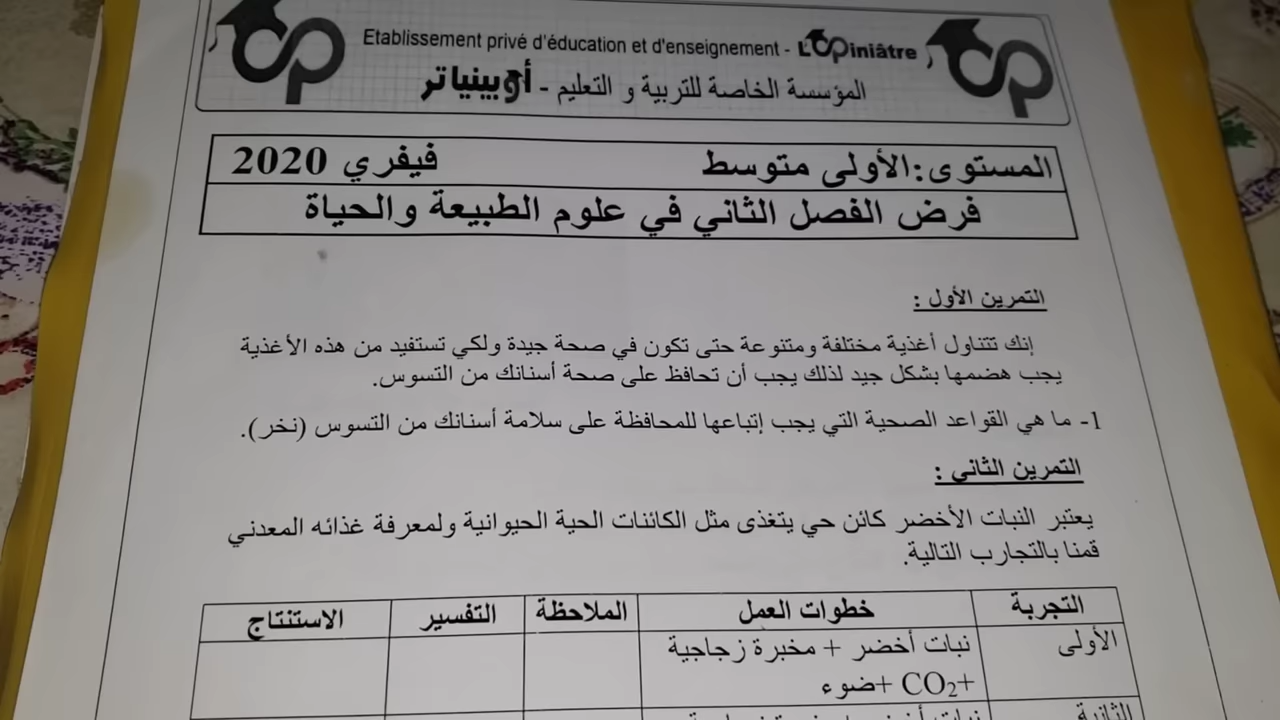 Etablissement privé d'éducation et d'enseignement - L'OPiniâtre
المؤسسة الخاصة للتربية و التعليم - أوبينياتر
المستوى:الأولى متوسط فيفري 2020
فرض الفصل الثاني في علوم الطبيعة والحياة
التمرين الأول :
إنك تتناول أغذية مختلفة ومتنوعة حتى تكون في صحة جيدة ولكي تستفيد من هذه الأغذية
يجب هضمها بشكل جيد لذلك يجب أن تحافظ على صحة أسنانك من التسوس.
1- ما هي القواعد الصحية التي يجب إتباعها للمحافظة على سلامة أسنانك من التسوس (نخر).
التمرين الثاني :
يعتبر النبات الأخضر كائن حي يتغذى مثل الكائنات الحية الحيوانية ولمعرفة غذائه المعدني
قمنا بالتجارب التالية.
التجربة خطوات العمل الملاحظة التفسير الاستنتاج
الأولى نبات أخضر + مخبرة زجاجية
+CO2 +ضوء
الثانية نبات أخضر